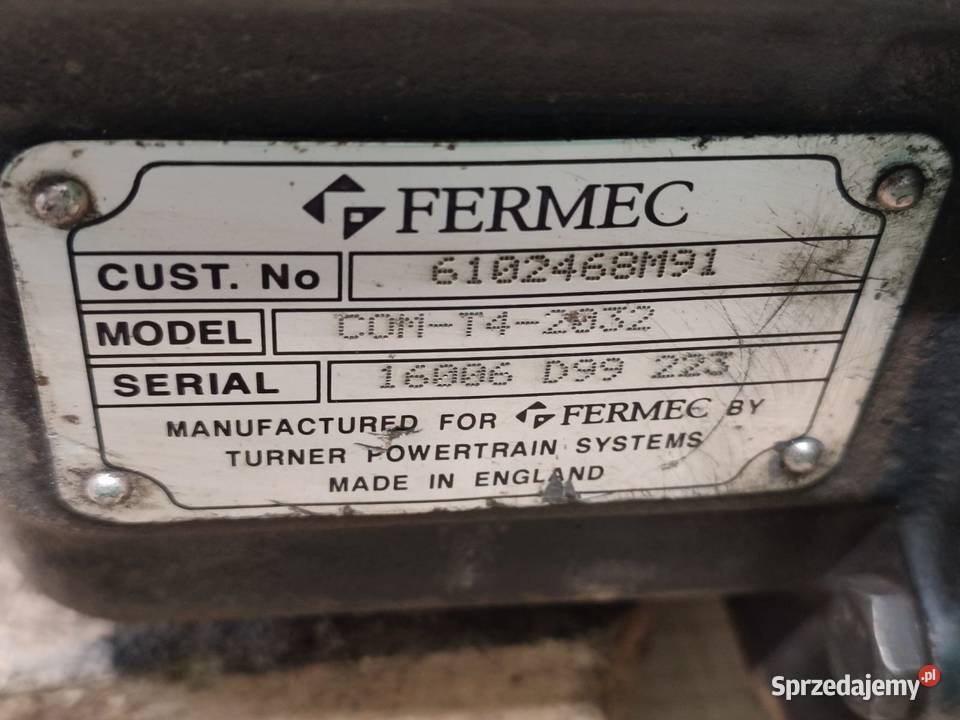 FERMEC
CUST. No 6102468M91
MODEL COM-T4-2032
SERIAL 16006 D99 223
MANUFACTURED FOR FERMEC BY
TURNER POWERTRAIN SYSTEMS
MADE IN ENGLAND
Sprzedajemy.pl